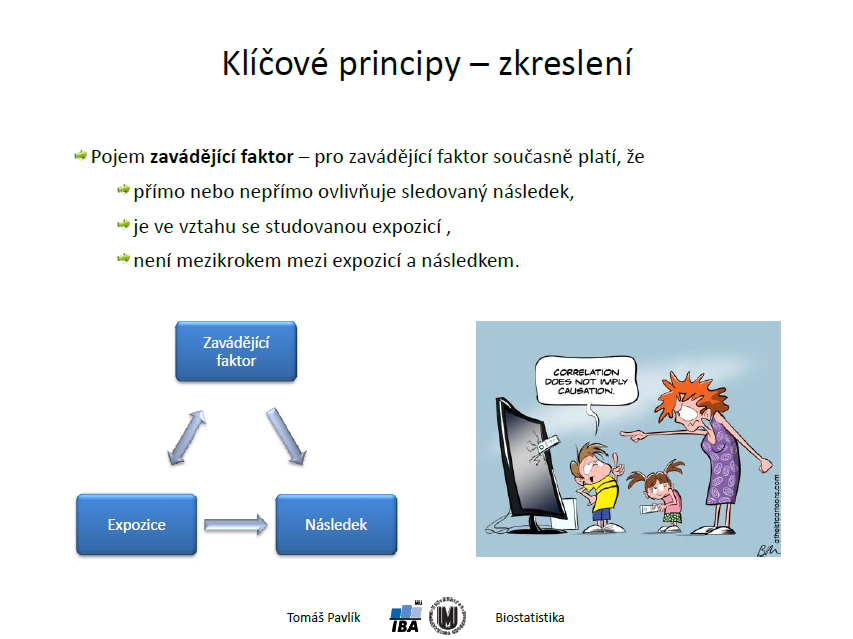 Klíčové principy – zkreslení
Pojem zavádějící faktor – pro zavádějící faktor současně platí, že
přímo nebo nepřímo ovlivňuje sledovaný následek,
je ve vztahu se studovanou expozicí ,
není mezikrokem mezi expozicí a následkem.
Zavádějící
faktor
Expozice
Následek
CORRELATION
DOES NOT IMPLY
CAUSATION.
atheistcartoons.com
Tomáš Pavlík
IBA
Biostatistika